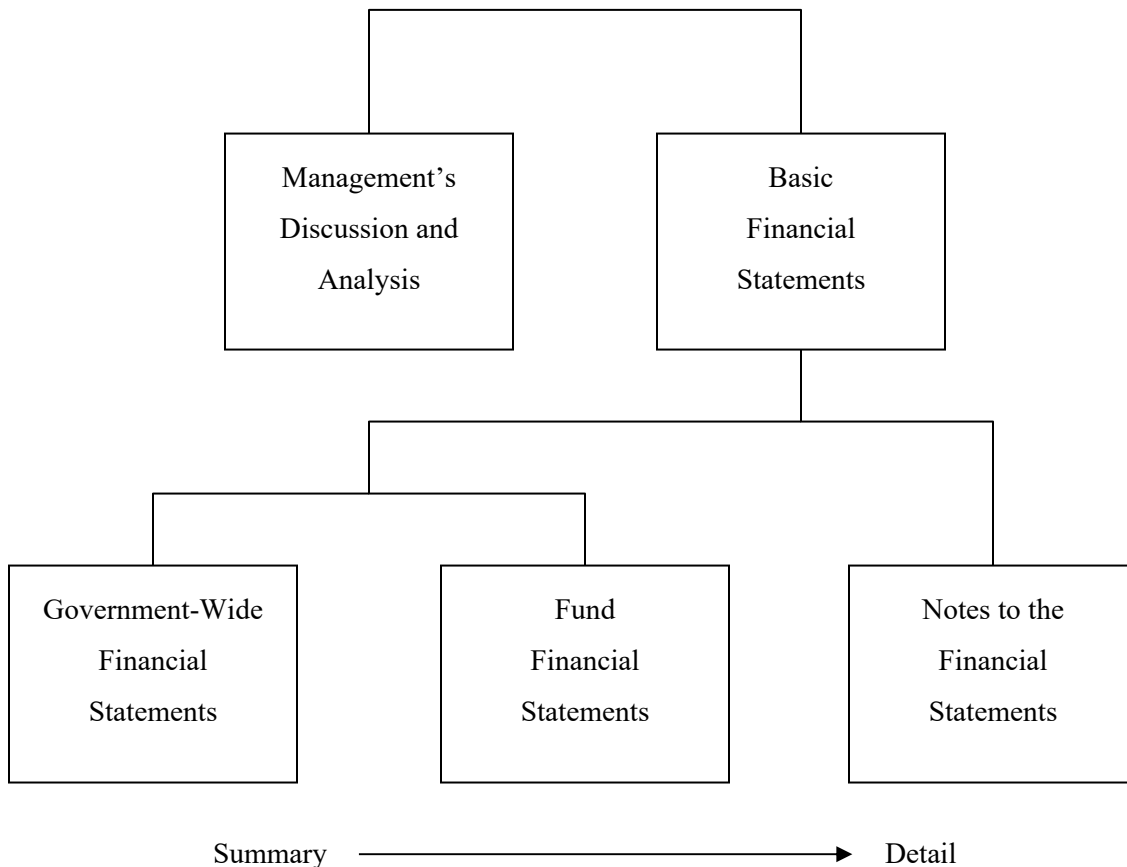 Management’s
Discussion and
Analysis
Basic
Financial
Statements
Government-Wide
Financial
Statements
Fund
Financial
Statements
Notes to the
Financial
Statements
Summary
Detail